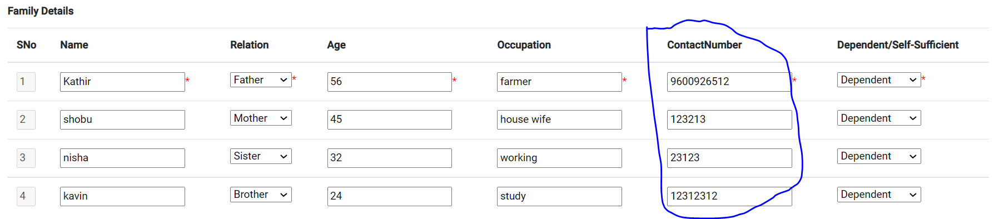 Family Details
SNo Name Relation Age Occupation ContactNumber Dependent/Self-Sufficient
1 Kathir * Father * 56 * farmer * 9600926512 * Dependent *
2 shobu Mother 45 house wife 123213 Dependent
3 nisha Sister 32 working 23123 Dependent
4 kavin Brother 24 study 12312312 Dependent